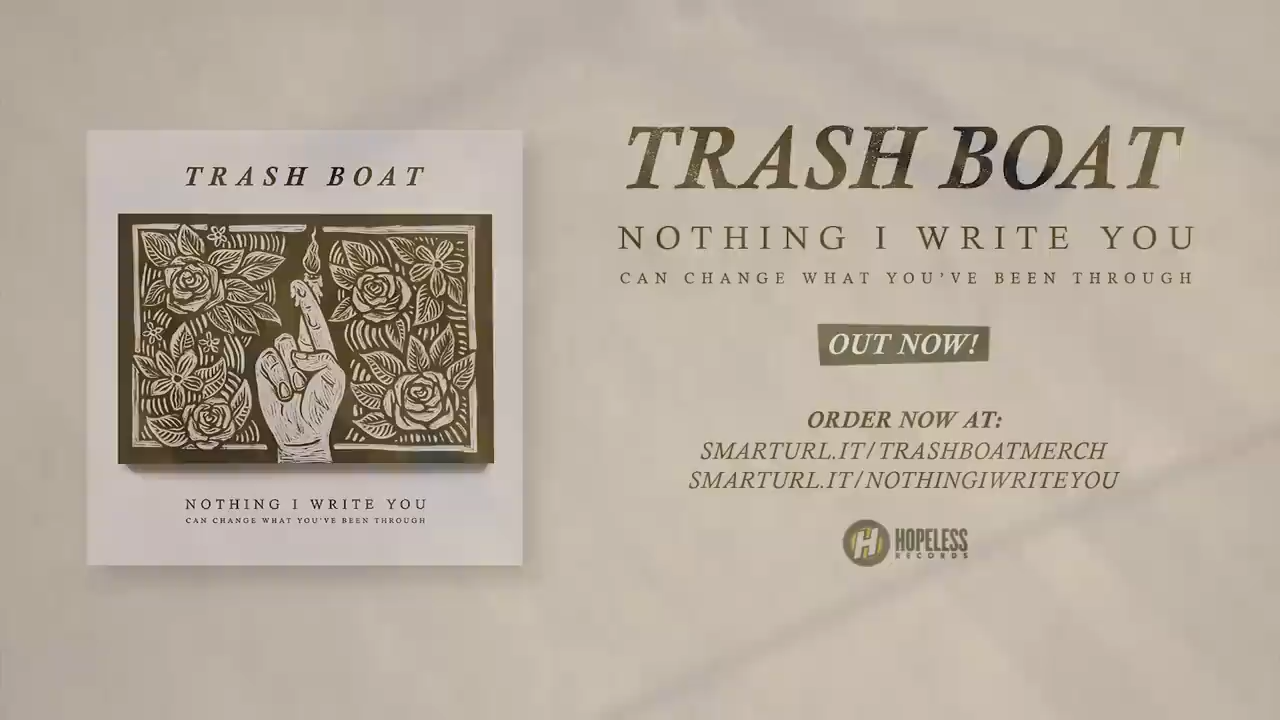 TRASH BOAT
NOTHING I WRITE YOU
CAN CHANGE WHAT YOU'VE BEEN THROUGH
TRASH BOAT
NOTHING I WRITE YOU
CAN CHANGE WHAT YOU'VE BEEN THROUGH
OUT NOW!
ORDER NOW AT:
SMARTURL.IT/TRASHBOATMERCH
SMARTURL.IT/NOTHINGIWRITEYOU
H HOPELESS
RECORDS